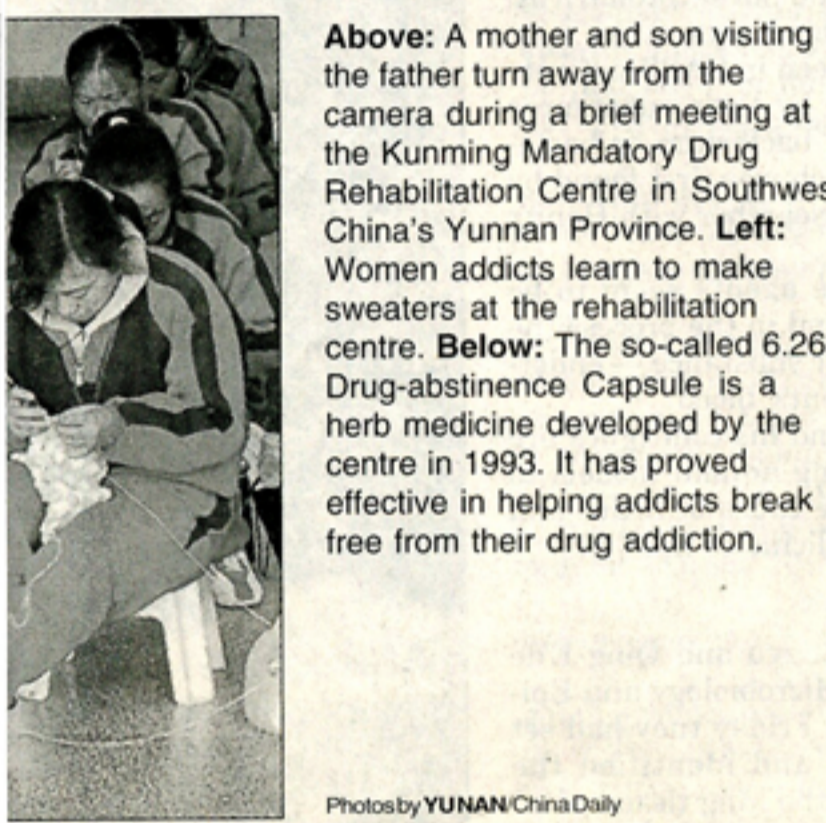 Above: A mother and son visiting
the father turn away from the
camera during a brief meeting at
the Kunming Mandatory Drug
Rehabilitation Centre in Southwes
China's Yunnan Province. Left:
Women addicts learn to make
sweaters at the rehabilitation
centre. Below: The so-called 6.26
Drug-abstinence Capsule is a
herb medicine developed by the
centre in 1993. It has proved
effective in helping addicts break
free from their drug addiction.
Photos by YU NAN/China Daily